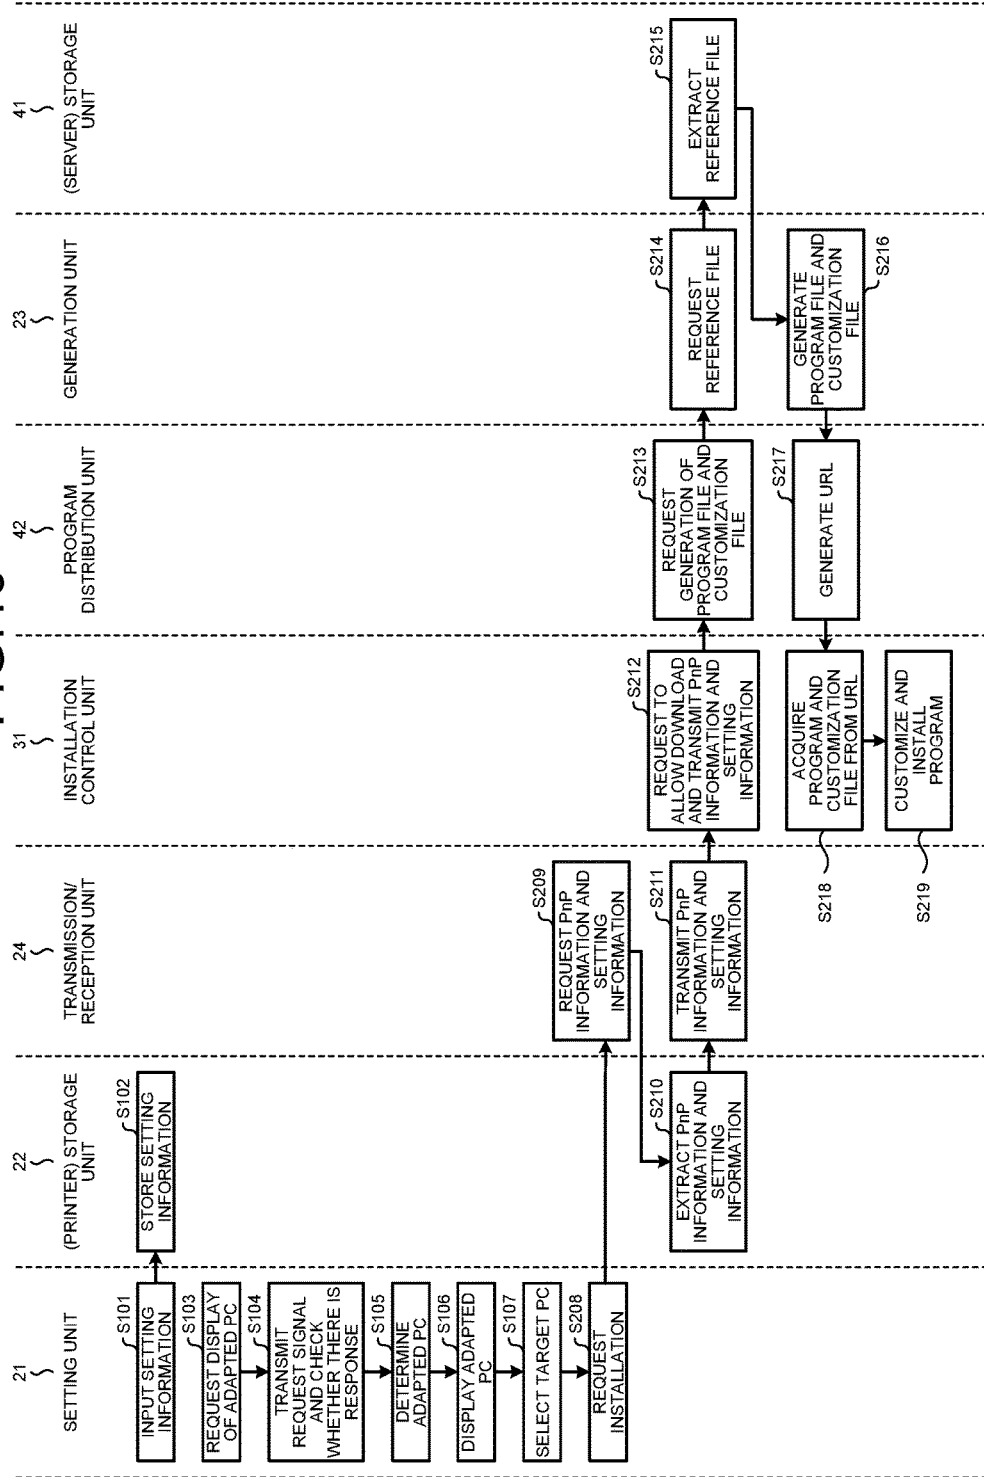 21
SETTING UNIT
22
(PRINTER) STORAGE
UNIT
24
TRANSMISSION/
RECEPTION UNIT
31
INSTALLATION
CONTROL UNIT
42
PROGRAM
DISTRIBUTION UNIT
23
GENERATION UNIT
41
(SERVER) STORAGE
UNIT
S101
INPUT SETTING
INFORMATION
S102
STORE SETTING
INFORMATION
S103
REQUEST DISPLAY
OF ADAPTED PC
S104
TRANSMIT
REQUEST SIGNAL
AND CHECK
WHETHER THERE IS
RESPONSE
S105
DETERMINE
ADAPTED PC
S106
DISPLAY ADAPTED
PC
S107
SELECT TARGET PC
S208
REQUEST
INSTALLATION
S209
REQUEST PnP
INFORMATION AND
SETTING
INFORMATION
S210
EXTRACT PnP
INFORMATION AND
SETTING
INFORMATION
S211
TRANSMIT PnP
INFORMATION AND
SETTING
INFORMATION
S212
REQUEST TO
ALLOW DOWNLOAD
AND TRANSMIT PnP
INFORMATION AND
SETTING
INFORMATION
S213
REQUEST
GENERATION OF
PROGRAM FILE AND
CUSTOMIZATION
FILE
S214
REQUEST
REFERENCE FILE
S215
EXTRACT
REFERENCE FILE
GENERATE
PROGRAM FILE AND
CUSTOMIZATION
FILE
S216
S217
GENERATE URL
ACQUIRE
PROGRAM AND
CUSTOMIZATION
FILE FROM URL
S218
CUSTOMIZE AND
INSTALL
PROGRAM
S219